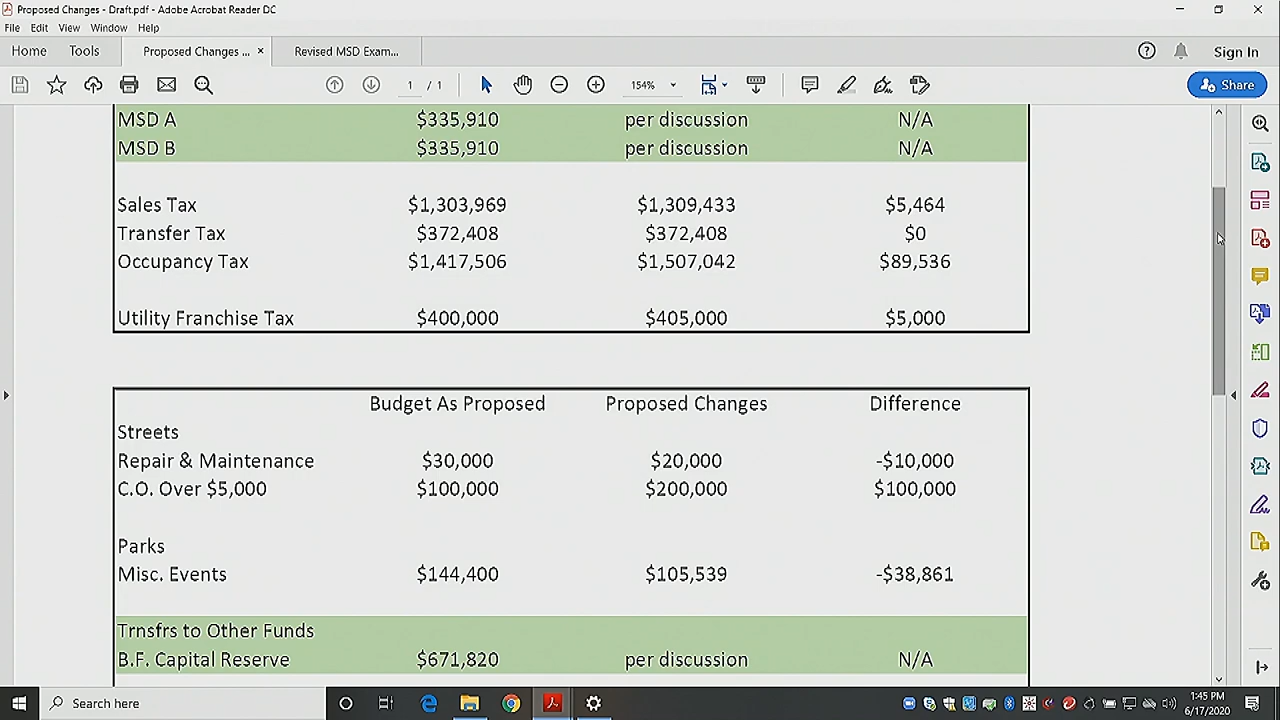 Proposed Changes - Draft.pdf - Adobe Acrobat Reader DC
File Edit View Window Help
Home Tools Proposed Changes ... × Revised MSD Exam... Sign In
1 / 1 154% Share
MSD A $335,910 per discussion N/A
MSD B $335,910 per discussion N/A
Sales Tax $1,303,969 $1,309,433 $5,464
Transfer Tax $372,408 $372,408 $0
Occupancy Tax $1,417,506 $1,507,042 $89,536
Utility Franchise Tax $400,000 $405,000 $5,000
Budget As Proposed Proposed Changes Difference
Streets
Repair & Maintenance $30,000 $20,000 -$10,000
C.O. Over $5,000 $100,000 $200,000 $100,000
Parks
Misc. Events $144,400 $105,539 -$38,861
Trnsfrs to Other Funds
B.F. Capital Reserve $671,820 per discussion N/A
Search here
1:45 PM
6/17/2020